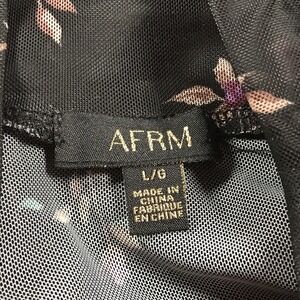 AFRM
L/G
MADE IN
CHINA
FABRIQUÉ
EN CHINE